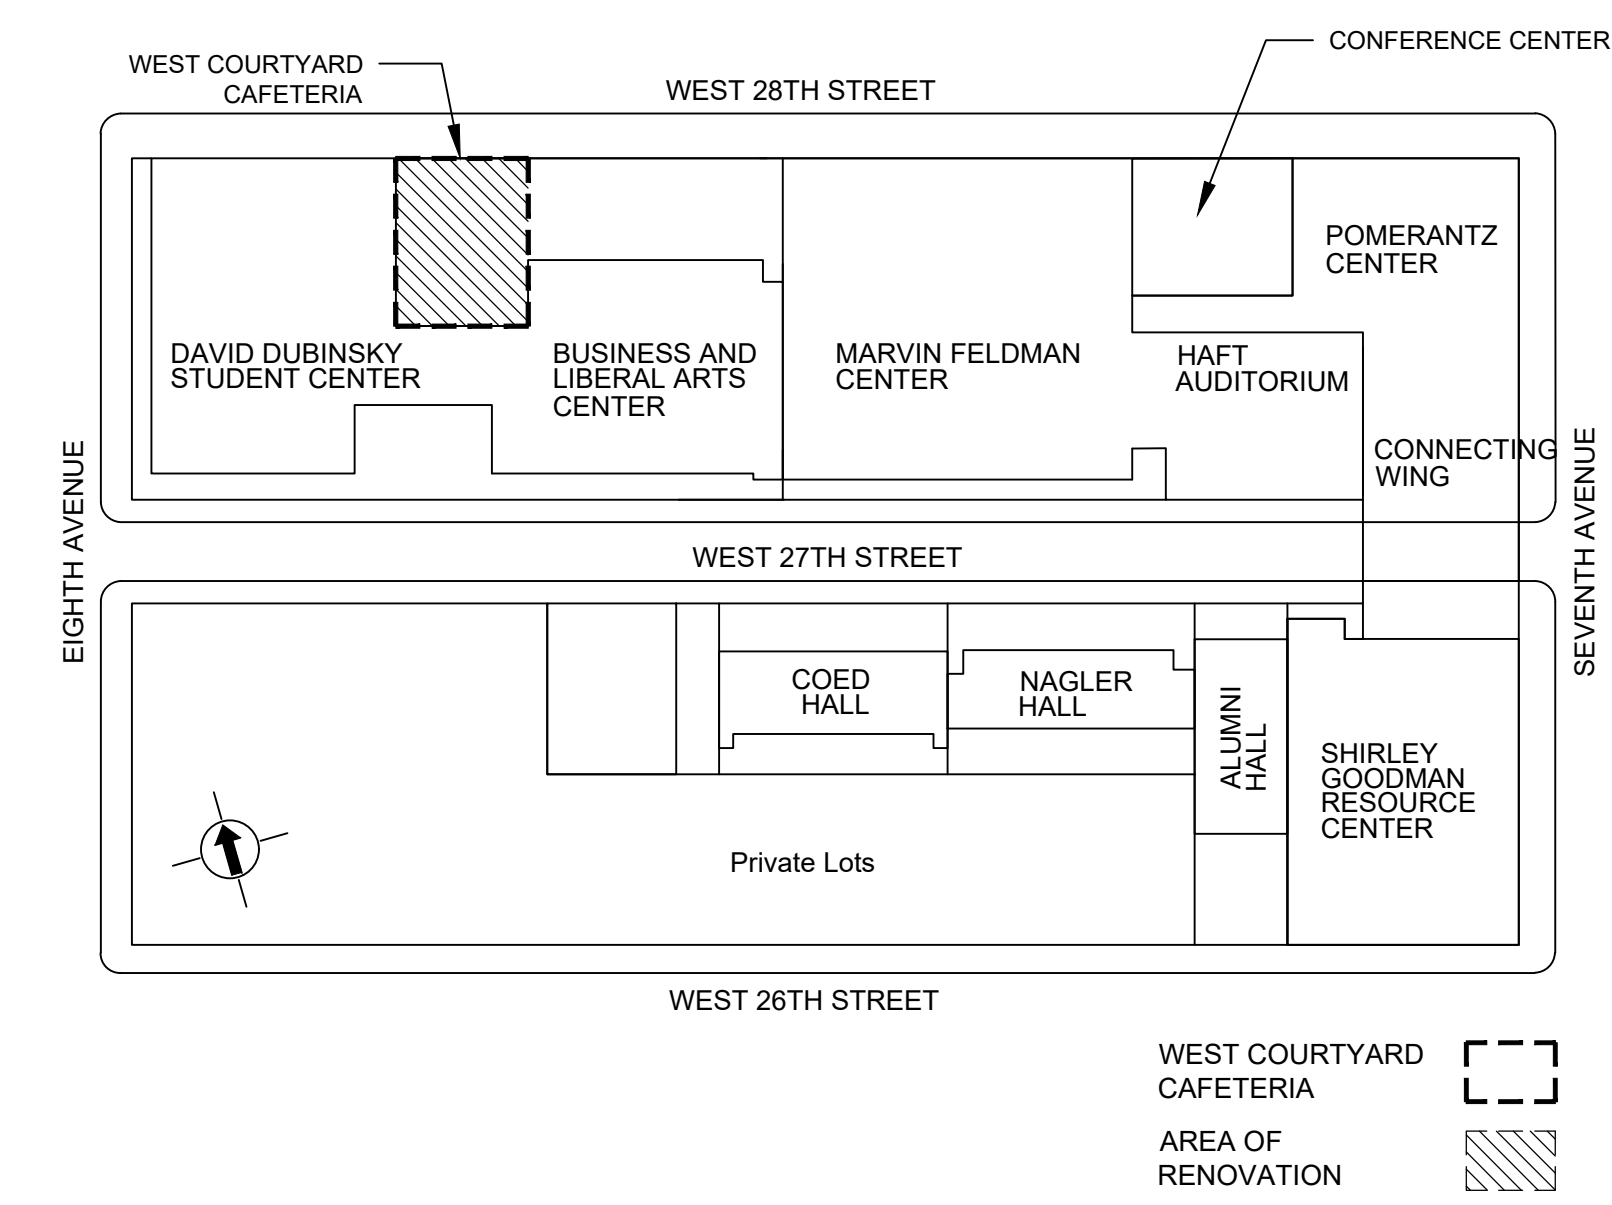 CONFERENCE CENTER
WEST COURTYARD
CAFETERIA
WEST 28TH STREET
POMERANTZ
CENTER
DAVID DUBINSKY
STUDENT CENTER
BUSINESS AND
LIBERAL ARTS
CENTER
MARVIN FELDMAN
CENTER
HAFT
AUDITORIUM
CONNECTING
WING
EIGHTH AVENUE
SEVENTH AVENUE
WEST 27TH STREET
COED
HALL
NAGLER
HALL
ALUMNI
HALL
SHIRLEY
GOODMAN
RESOURCE
CENTER
Private Lots
WEST 26TH STREET
WEST COURTYARD
CAFETERIA
AREA OF
RENOVATION